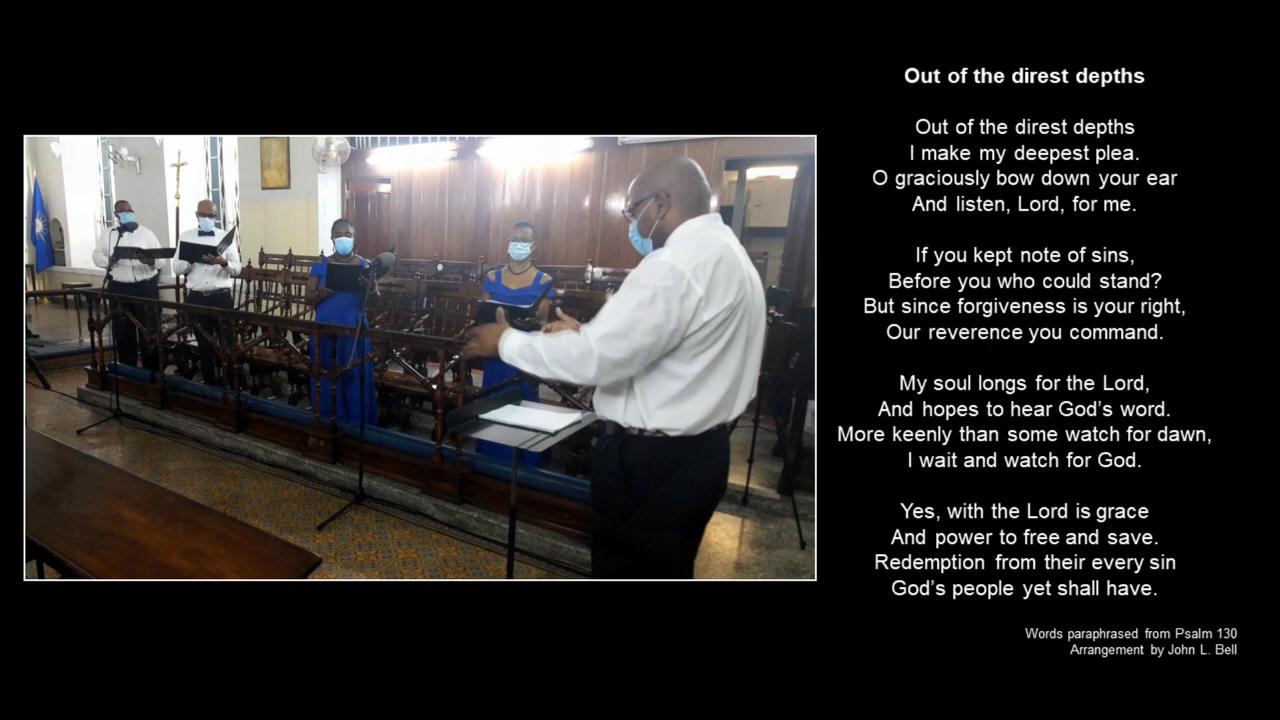 Out of the direst depths
Out of the direst depths
I make my deepest plea.
O graciously bow down your ear
And listen, Lord, for me.
If you kept note of sins,
Before you who could stand?
But since forgiveness is your right,
Our reverence you command.
My soul longs for the Lord,
And hopes to hear God's word.
More keenly than some watch for dawn,
I wait and watch for God.
Yes, with the Lord is grace
And power to free and save.
Redemption from their every sin
God's people yet shall have.
Words paraphrased from Psalm 130
Arrangement by John L. Bell